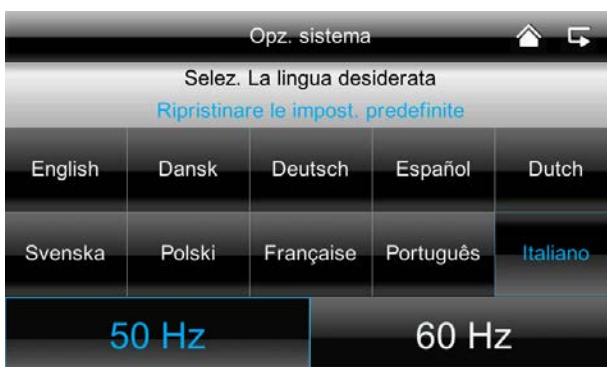 Opz. sistema
Selez. La lingua desiderata
Ripristinare le impost. predefinite
English Dansk Deutsch Español Dutch
Svenska Polski Française Português Italiano
50 Hz 60 Hz